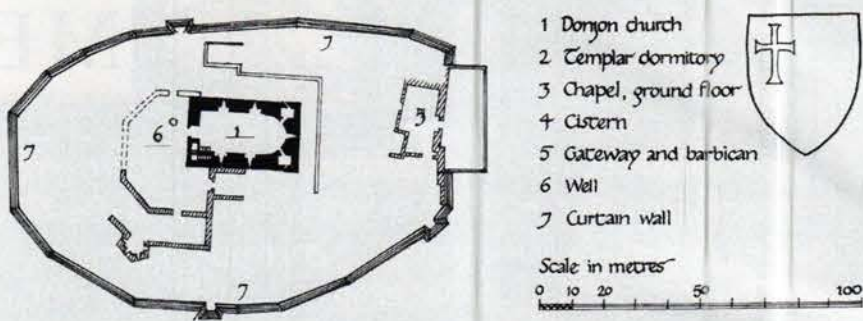 7
5
6
1
7
7
1 Donjon church
2 Templar dormitory
3 Chapel, ground floor
4 Cistern
5 Gateway and barbican
6 Well
7 Curtain wall
Scale in metres
0 10 20 50 100